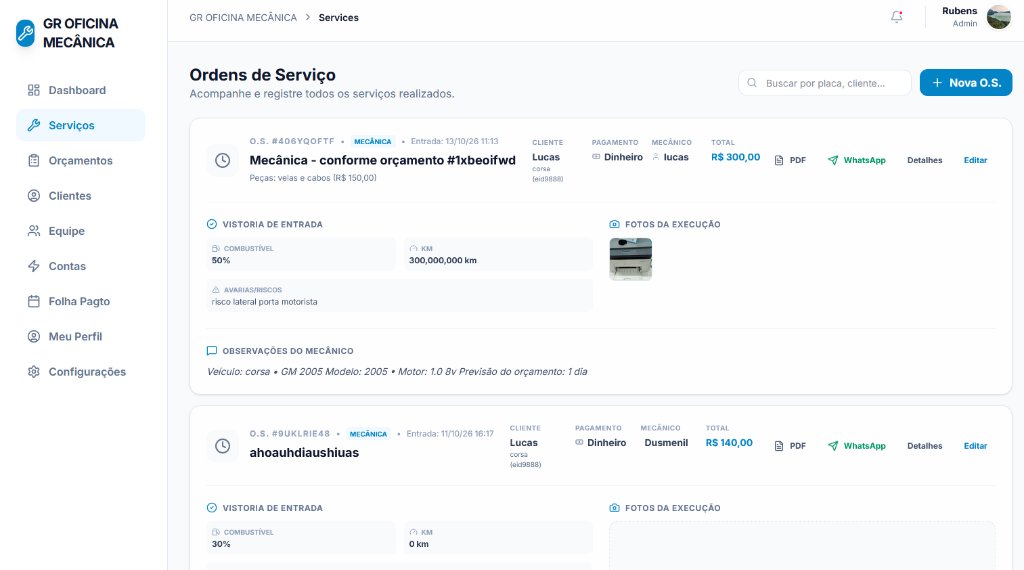 GR OFICINA
MECÂNICA
GR OFICINA MECÂNICA > Services
Rubens
Admin
Dashboard
Serviços
Orçamentos
Clientes
Equipe
Contas
Folha Pagto
Meu Perfil
Configurações
Ordens de Serviço
Acompanhe e registre todos os serviços realizados.
Buscar por placa, cliente...
+ Nova O.S.
O.S. #406YQOFTF • MECÂNICA • Entrada: 13/10/26 11:13
Mecânica - conforme orçamento #1xbeoifwd
Peças: velas e cabos (R$ 150,00)
CLIENTE
Lucas
corsa
(eid9888)
PAGAMENTO
Dinheiro
MECÂNICO
lucas
TOTAL
R$ 300,00
PDF
WhatsApp
Detalhes
Editar
VISTORIA DE ENTRADA
COMBUSTÍVEL
50%
KM
300,000,000 km
AVARIAS/RISCOS
risco lateral porta motorista
FOTOS DA EXECUÇÃO
OBSERVAÇÕES DO MECÂNICO
Veículo: corsa • GM 2005 Modelo: 2005 • Motor: 1.0 8v Previsão do orçamento: 1 dia
O.S. #9UKLRIE48 • MECÂNICA • Entrada: 11/10/26 16:17
ahoauhdiaushiuas
CLIENTE
Lucas
corsa
(eid9888)
PAGAMENTO
Dinheiro
MECÂNICO
Dusmenil
TOTAL
R$ 140,00
PDF
WhatsApp
Detalhes
Editar
VISTORIA DE ENTRADA
COMBUSTÍVEL
30%
KM
0 km
FOTOS DA EXECUÇÃO